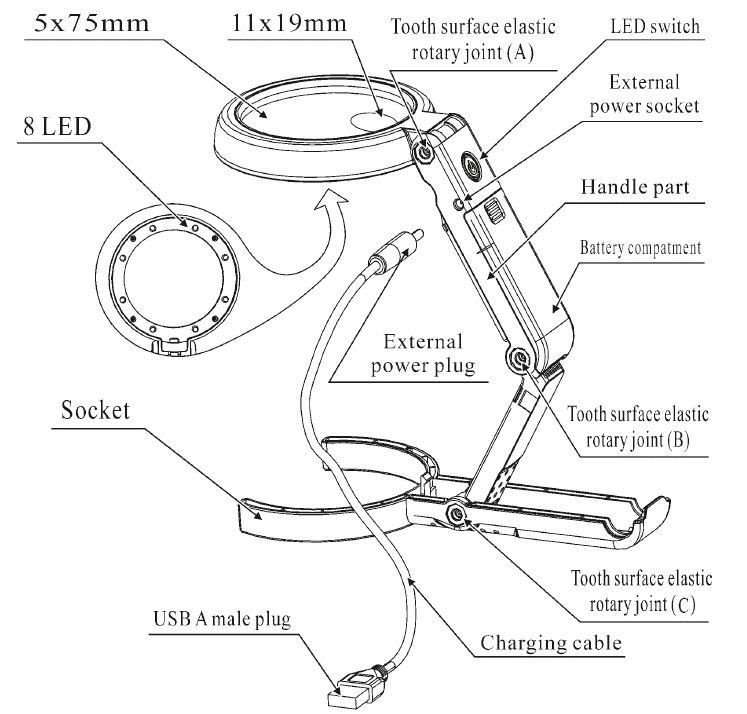 5x75mm
11x19mm
Tooth surface elastic
rotary joint (A)
LED switch
External
power socket
8 LED
Handle part
Battery compatment
External
power plug
Socket
Tooth surface elastic
rotary joint (B)
Tooth surface elastic
rotary joint (C)
USB A male plug
Charging cable